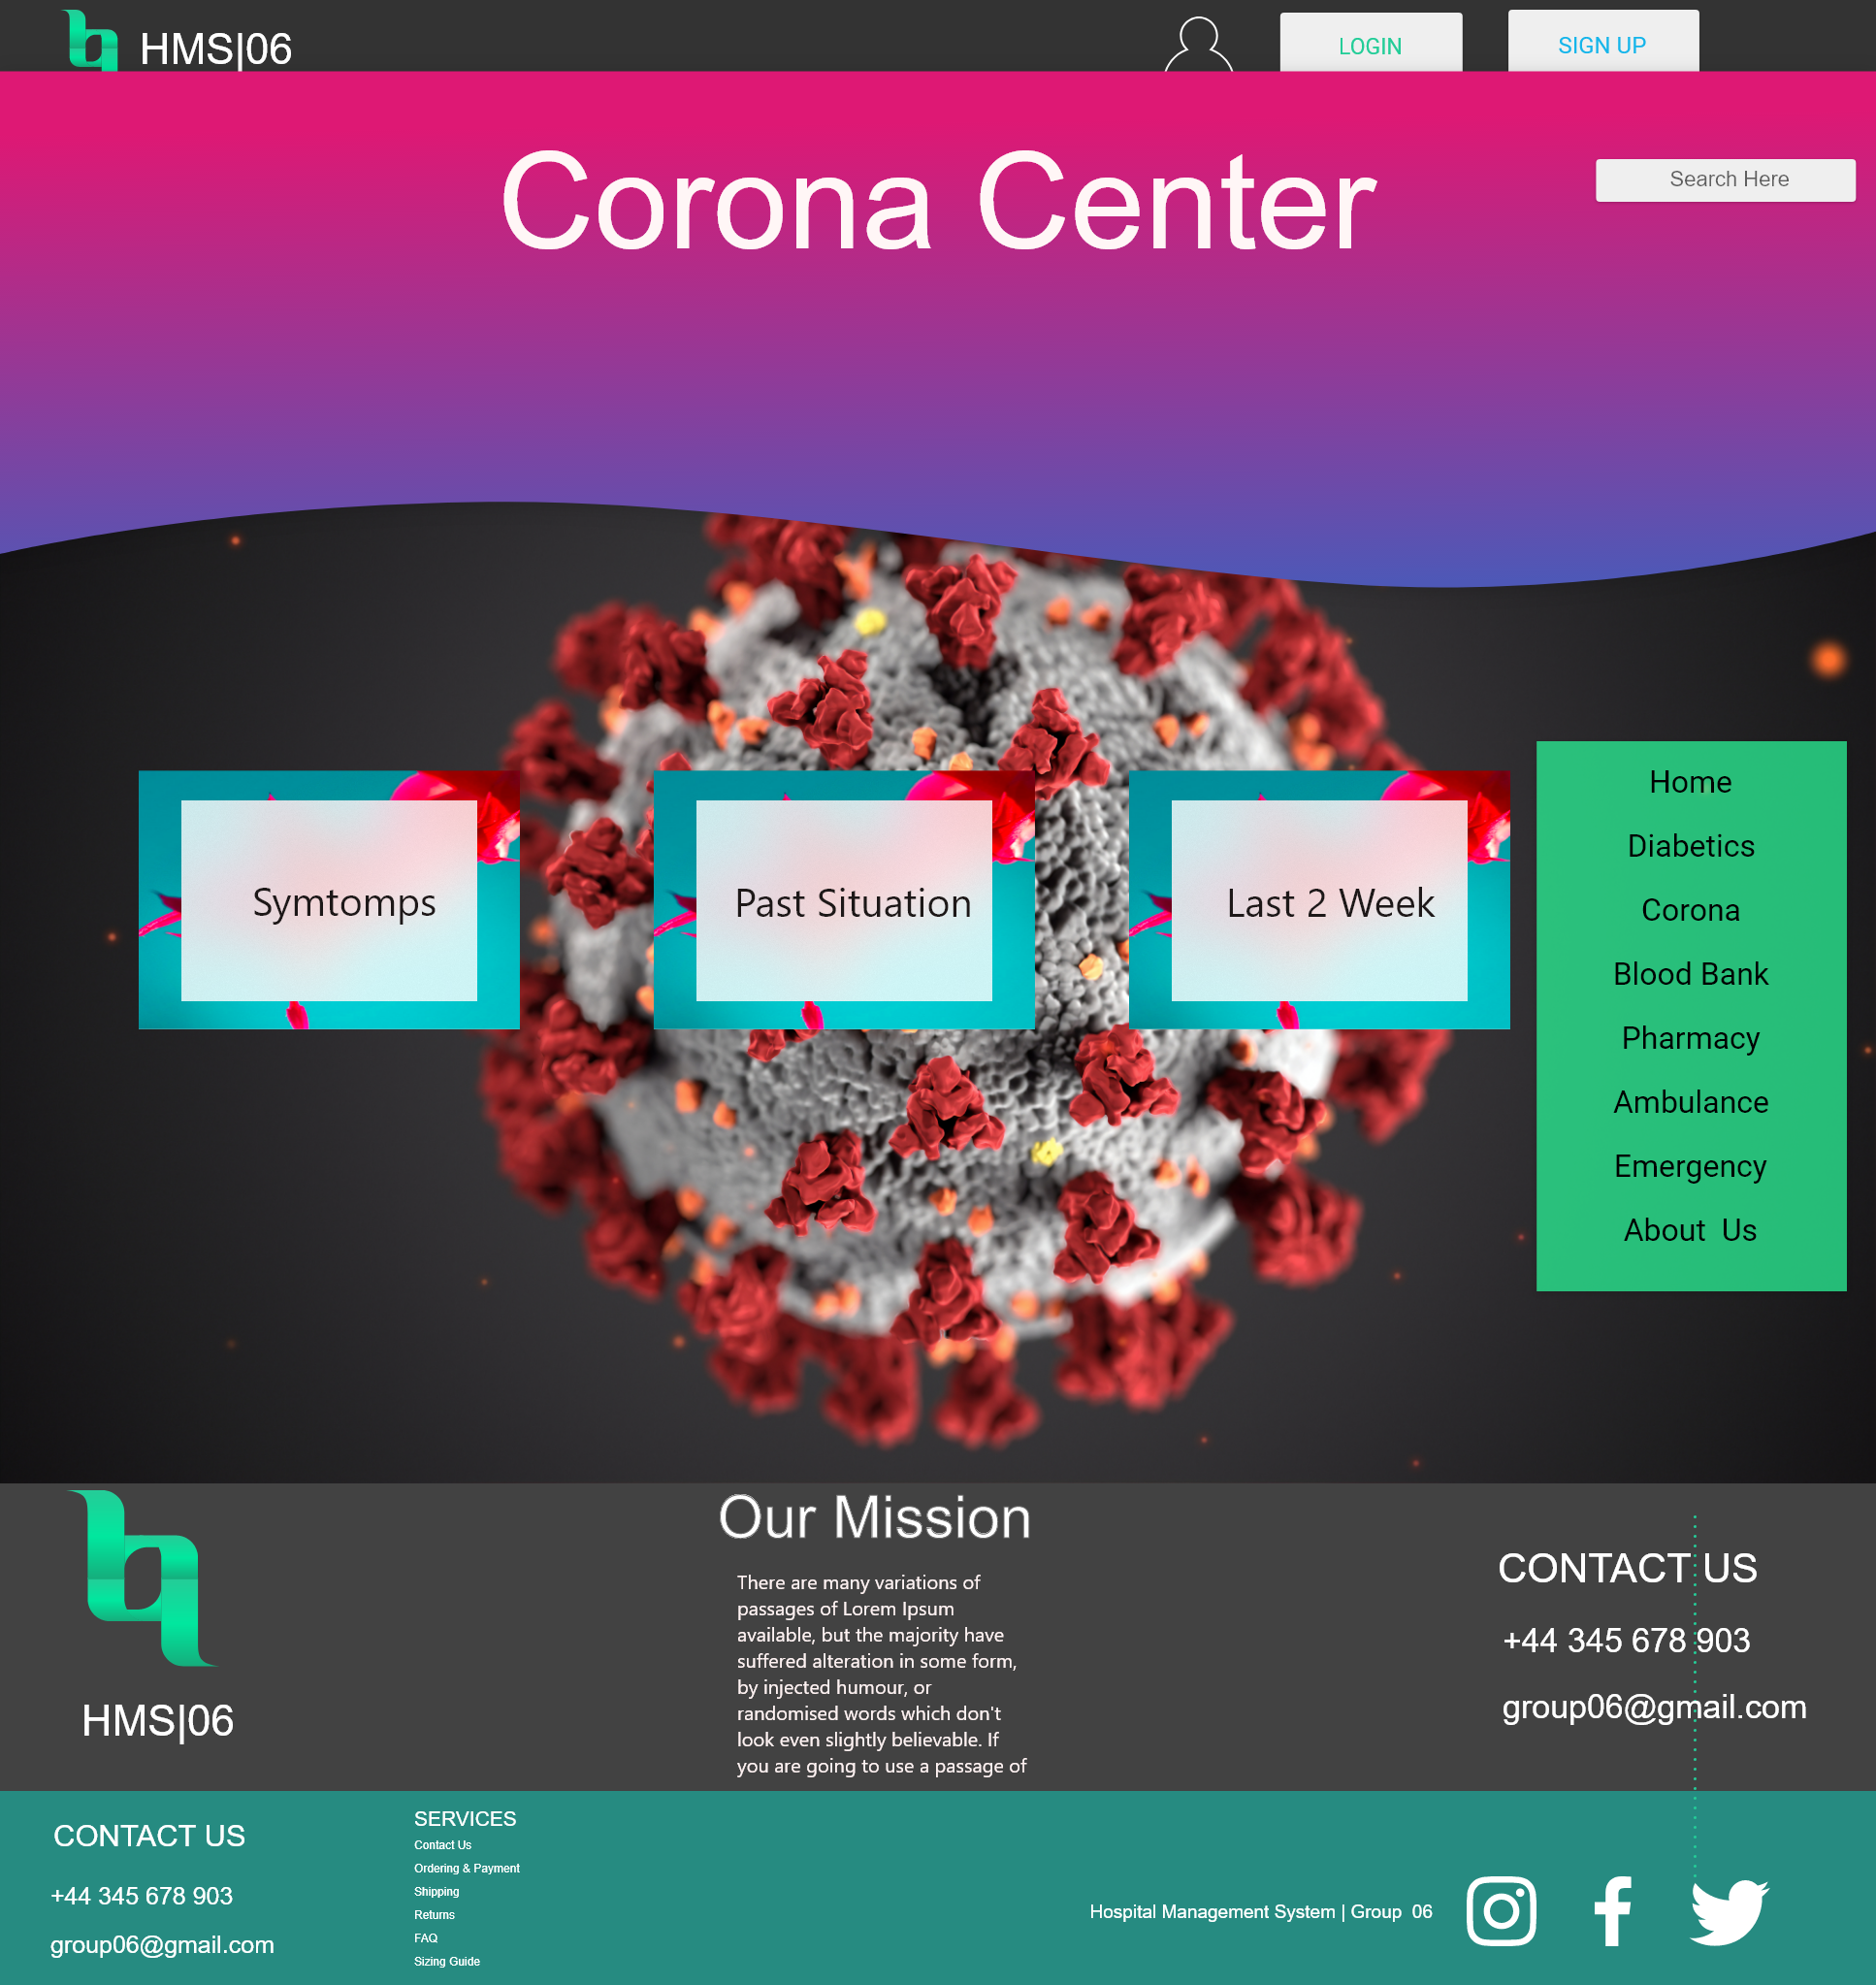 HMS|06
LOGIN
SIGN UP
Corona Center
Search Here
Symtomps
Past Situation
Last 2 Week
Home
Diabetics
Corona
Blood Bank
Pharmacy
Ambulance
Emergency
About Us
HMS|06
Our Mission
There are many variations of
passages of Lorem Ipsum
available, but the majority have
suffered alteration in some form,
by injected humour, or
randomised words which don't
look even slightly believable. If
you are going to use a passage of
CONTACT US
+44 345 678 903
group06@gmail.com
CONTACT US
+44 345 678 903
group06@gmail.com
SERVICES
Contact Us
Ordering & Payment
Shipping
Returns
FAQ
Sizing Guide
Hospital Management System | Group 06